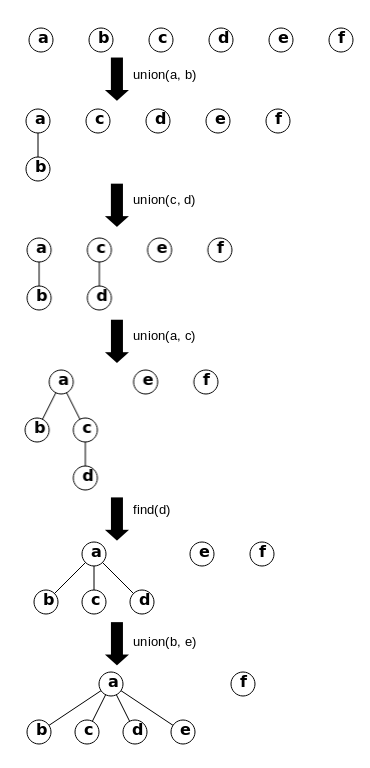 a b c d e f
union(a, b)
a c d e f
b
union(c, d)
a c e f
b d
union(a, c)
a e f
b c
d
find(d)
a e f
b c d
union(b, e)
a f
b c d e